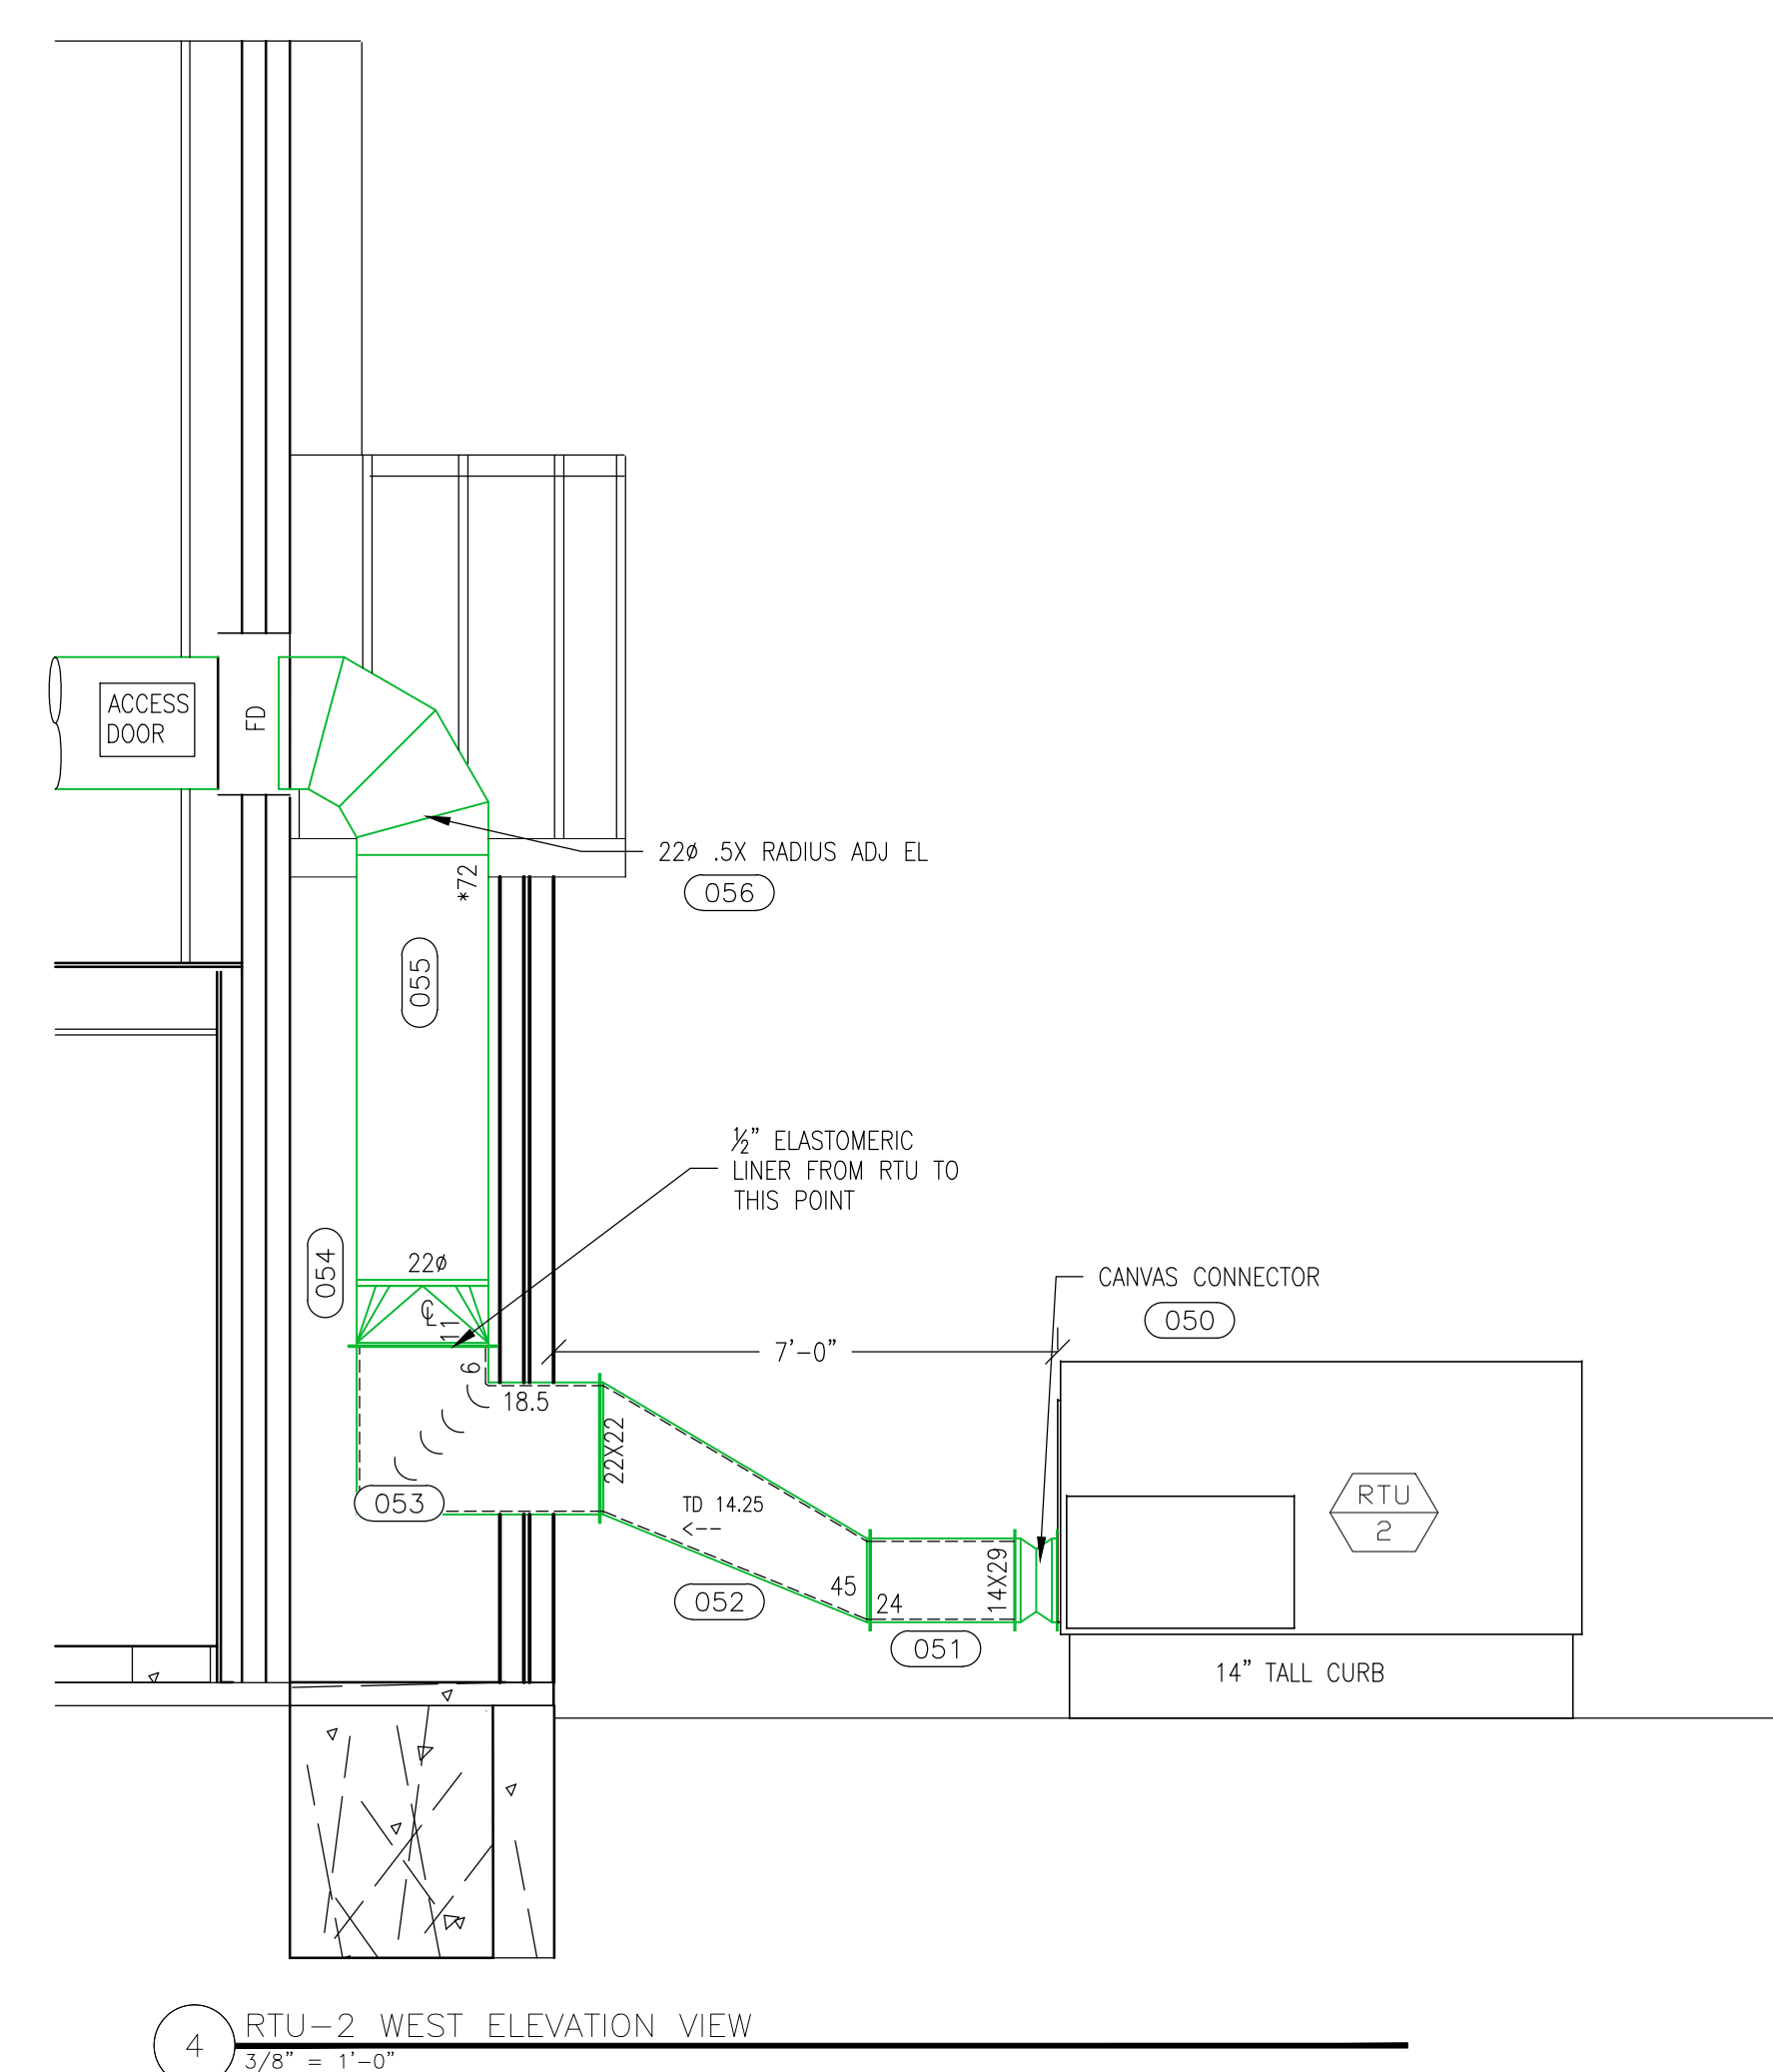 ACCESS
DOOR
FD
22ø .5X RADIUS ADJ EL
056
*72
055
½" ELASTOMERIC
LINER FROM RTU TO
THIS POINT
054
22ø
℄
11
CANVAS CONNECTOR
050
7'-0"
6
18.5
22X22
053
TD 14.25
<--
RTU
2
14X29
45
24
052
051
14" TALL CURB
4
RTU-2 WEST ELEVATION VIEW
3/8" = 1'-0"